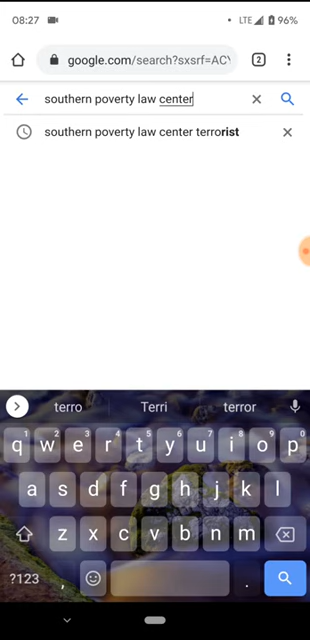 08:27 LTE 96%
google.com/search?sxsrf=ACY 2
southern poverty law center
southern poverty law center terrorist
terro Terri terror
1 2 3 4 5 6 7 8 9 0
q w e r t y u i o p
a s d f g h j k l
z x c v b n m
?123 , .